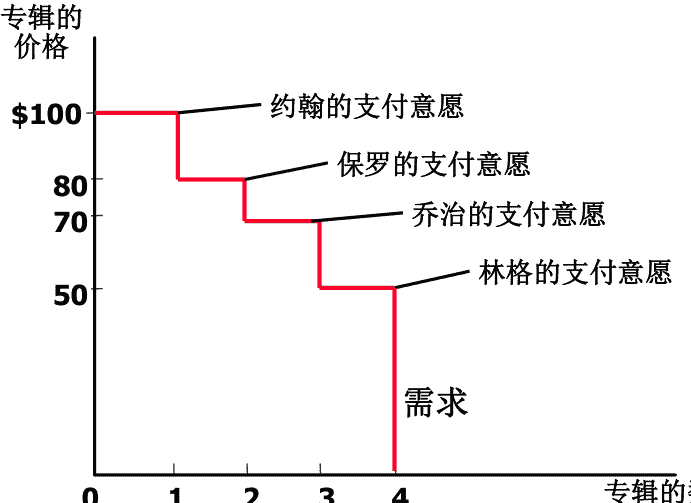 专辑的
价格
$100
约翰的支付意愿
保罗的支付意愿
80
乔治的支付意愿
70
林格的支付意愿
50
需求
0 1 2 3 4
专辑的